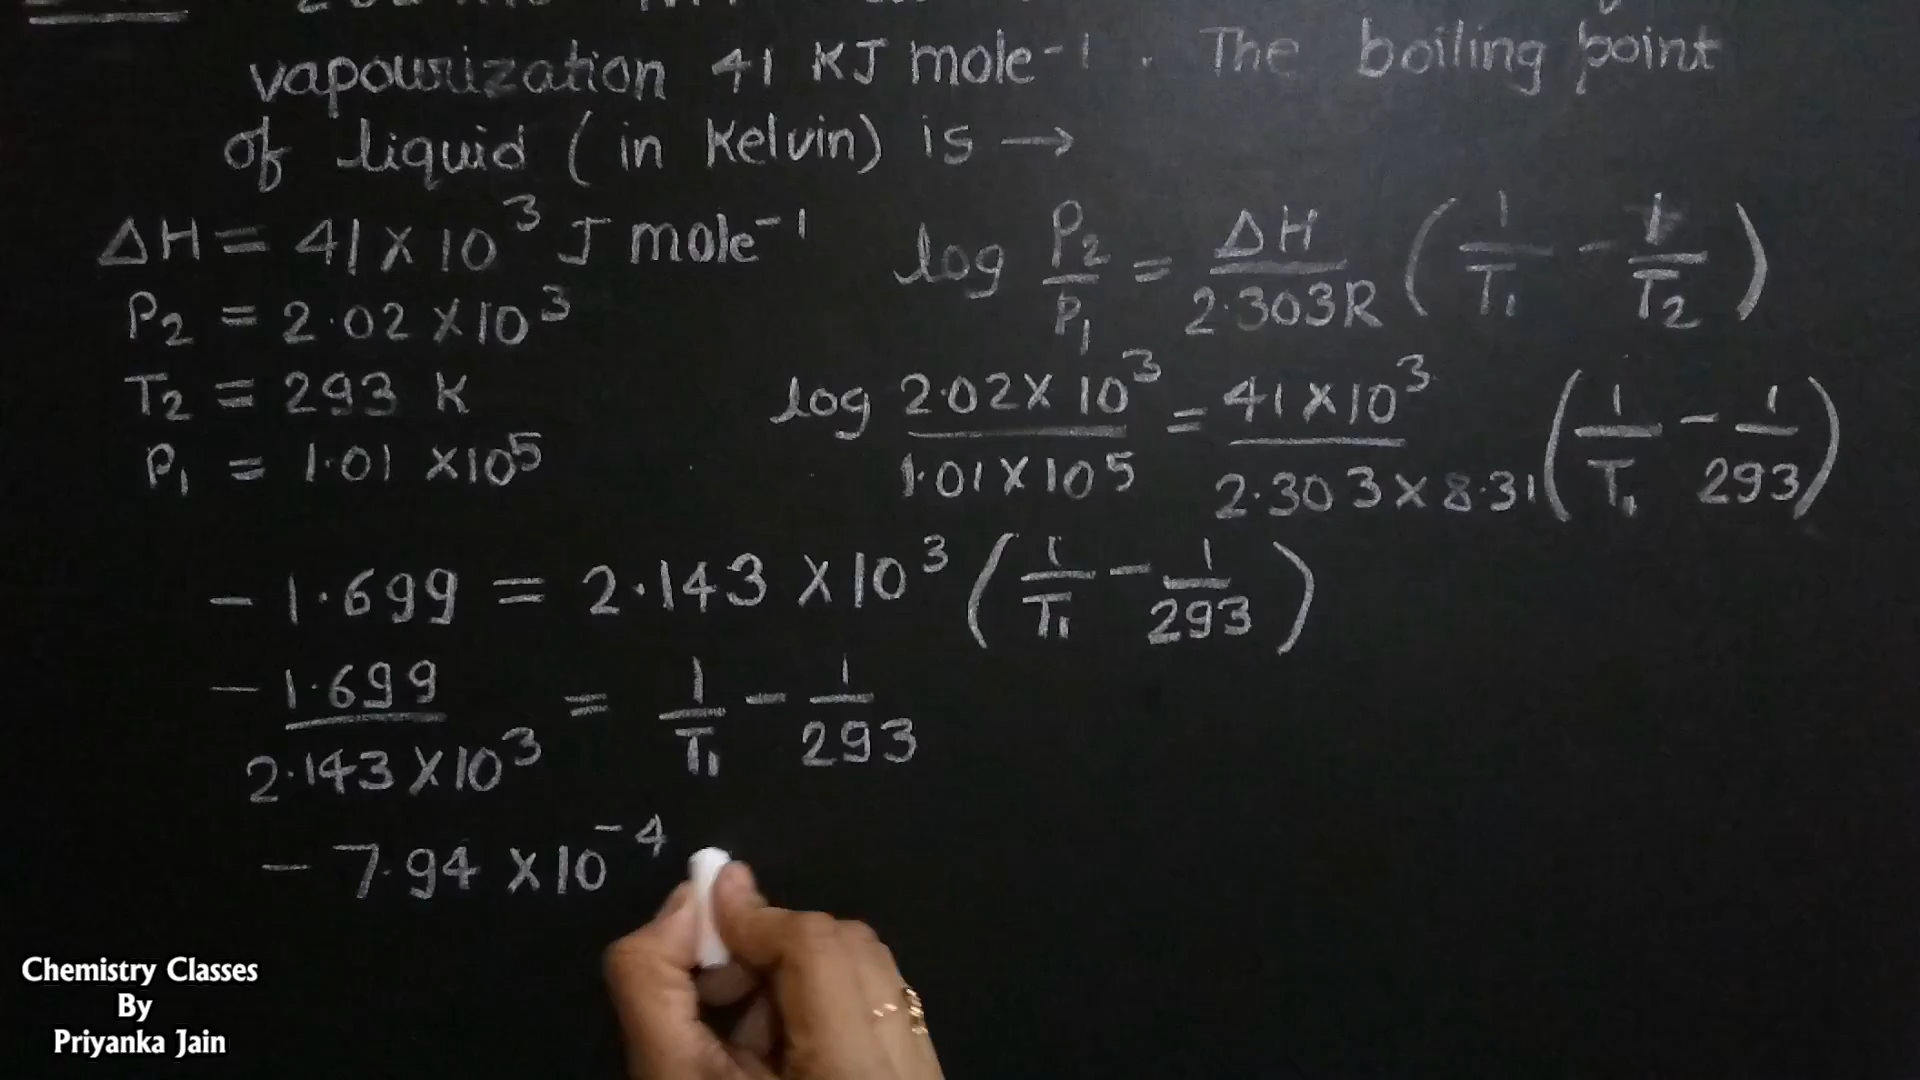 vapourization 41 KJ mole⁻¹. The boiling point
of liquid (in Kelvin) is →
ΔH = 41 × 10³ J mole⁻¹
P₂ = 2.02 × 10³
T₂ = 293 K
P₁ = 1.01 × 10⁵
log P₂/P₁ = ΔH/2.303R (1/T₁ - 1/T₂)
log 2.02 × 10³/1.01 × 10⁵ = 41 × 10³/2.303 × 8.31 (1/T₁ - 1/293)
- 1.699 = 2.143 × 10³ (1/T₁ - 1/293)
- 1.699/2.143 × 10³ = 1/T₁ - 1/293
- 7.94 × 10⁻⁴
Chemistry Classes
By
Priyanka Jain